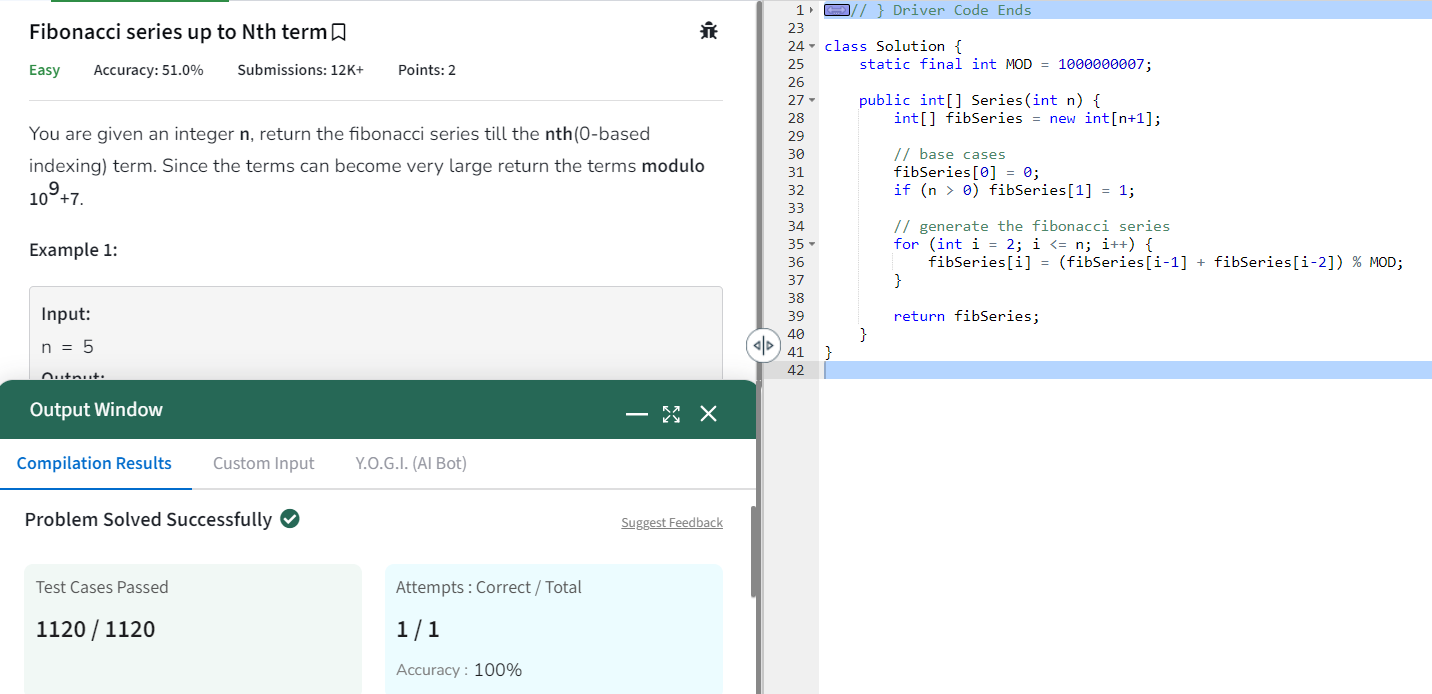 Fibonacci series up to Nth term
Easy Accuracy: 51.0% Submissions: 12K+ Points: 2
You are given an integer n, return the fibonacci series till the nth(0-based
indexing) term. Since the terms can become very large return the terms modulo
10^9+7.
Example 1:
Input:
n = 5
Output:
Output Window
Compilation Results Custom Input Y.O.G.I. (AI Bot)
Problem Solved Successfully
Suggest Feedback
Test Cases Passed
1120 / 1120
Attempts : Correct / Total
1 / 1
Accuracy : 100%
1 // } Driver Code Ends
23
24 class Solution {
25     static final int MOD = 1000000007;
26
27     public int[] Series(int n) {
28         int[] fibSeries = new int[n+1];
29
30         // base cases
31         fibSeries[0] = 0;
32         if (n > 0) fibSeries[1] = 1;
33
34         // generate the fibonacci series
35         for (int i = 2; i <= n; i++) {
36             fibSeries[i] = (fibSeries[i-1] + fibSeries[i-2]) % MOD;
37         }
38
39         return fibSeries;
40     }
41 }
42